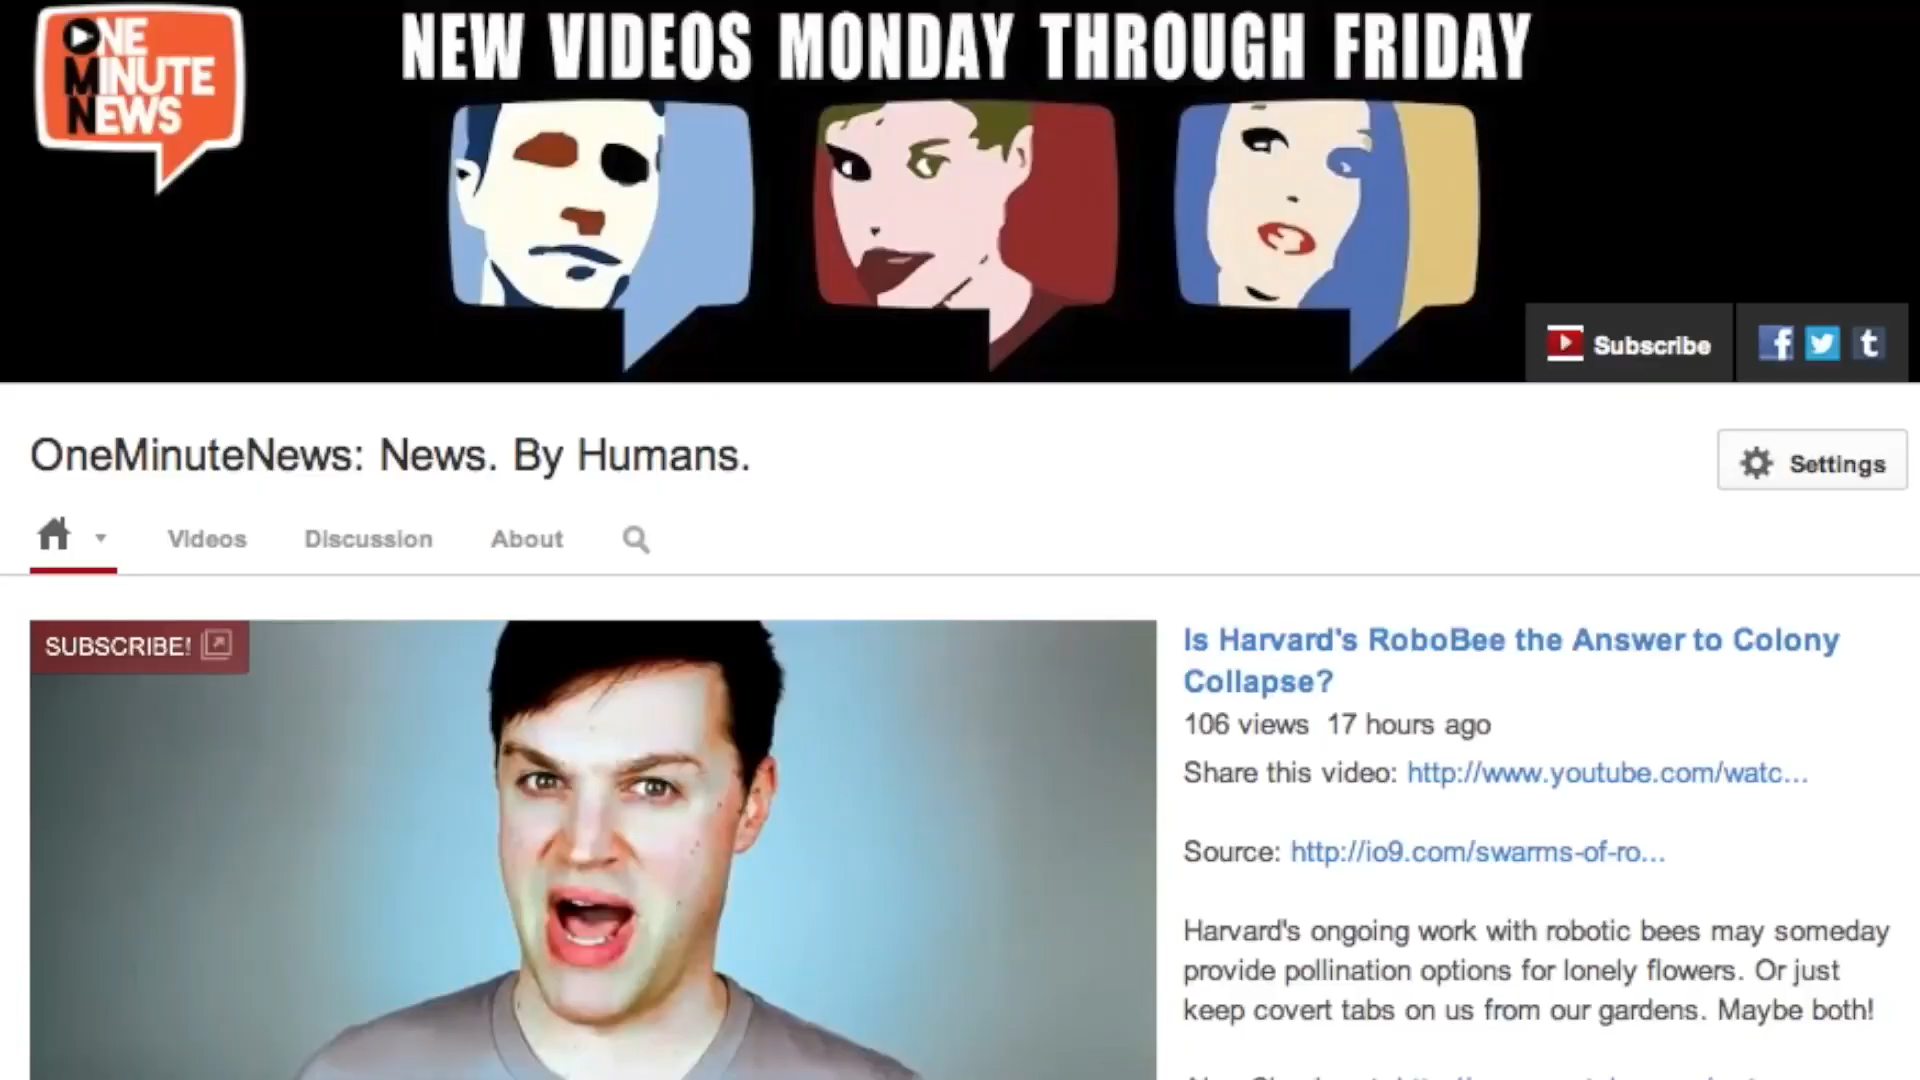 ONE
MINUTE
NEWS
NEW VIDEOS MONDAY THROUGH FRIDAY
Subscribe
OneMinuteNews: News. By Humans.
Settings
Videos Discussion About
SUBSCRIBE!
Is Harvard's RoboBee the Answer to Colony
Collapse?
106 views 17 hours ago
Share this video: http://www.youtube.com/watc...
Source: http://io9.com/swarms-of-ro...
Harvard's ongoing work with robotic bees may someday
provide pollination options for lonely flowers. Or just
keep covert tabs on us from our gardens. Maybe both!